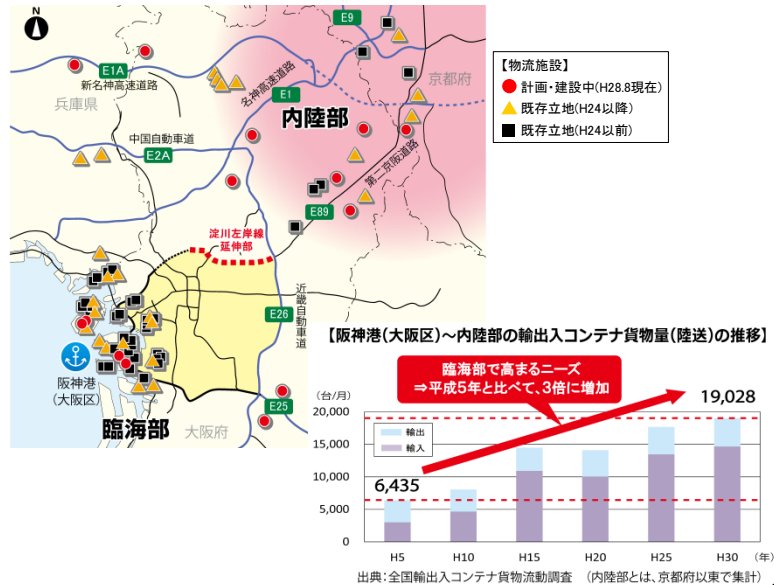 N
E1A
新名神高速道路
兵庫県
E9
名神高速道路
E1
京都府
内陸部
中国自動車道
E2A
第二京阪道路
E89
淀川左岸線
延伸部
近畿自動車道
E26
阪神港
(大阪区)
臨海部
大阪府
E25
【物流施設】
計画・建設中(H28.8現在)
既存立地(H24以降)
既存立地(H24以前)
【阪神港(大阪区)～内陸部の輸出入コンテナ貨物量(陸送)の推移】
臨海部で高まるニーズ
⇒平成5年と比べて、3倍に増加
19,028
(台/月)
20,000
輸出
輸入
15,000
10,000
6,435
5,000
0
H5 H10 H15 H20 H25 H30 (年)
出典：全国輸出入コンテナ貨物流動調査 (内陸部とは、京都府以東で集計)